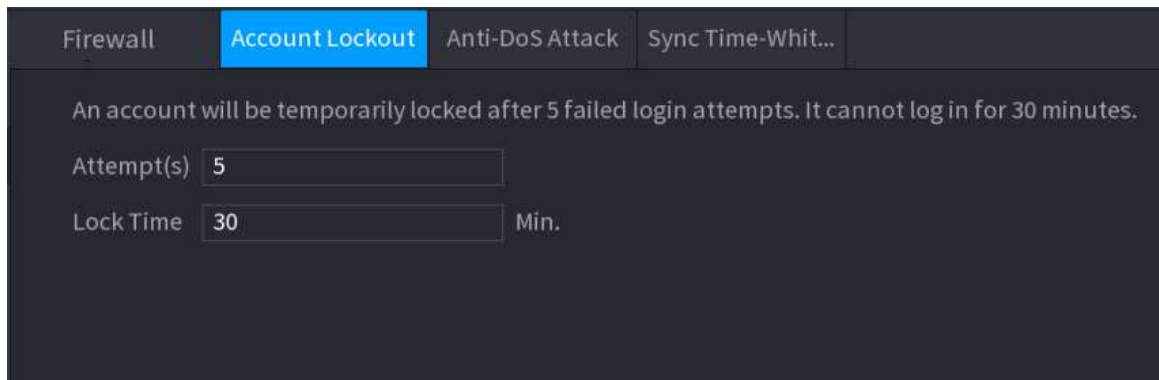 Firewall Account Lockout Anti-DoS Attack Sync Time-Whit...
An account will be temporarily locked after 5 failed login attempts. It cannot log in for 30 minutes.
Attempt(s) 5
Lock Time 30 Min.